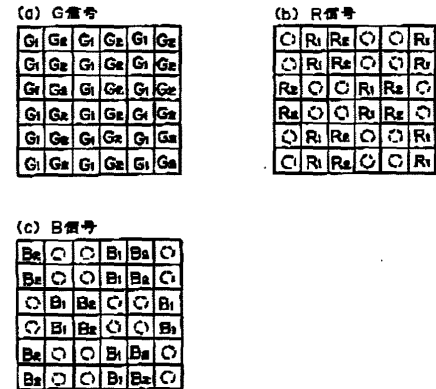 (a) G信号
G1 G2 G1 G2 G1 G2
G1 G2 G1 G2 G1 G2
G1 G2 G1 G2 G1 G2
G1 G2 G1 G2 G1 G2
G1 G2 G1 G2 G1 G2
G1 G2 G1 G2 G1 G2
(b) R信号
R1 R2 R1
R1 R2 R1
R2 R1 R2
R2 R1 R2
R1 R2 R1
R1 R2 R1
(c) B信号
B2 B1 B2
B2 B1 B2
B1 B2 B1
B1 B2 B1
B2 B1 B2
B2 B1 B2